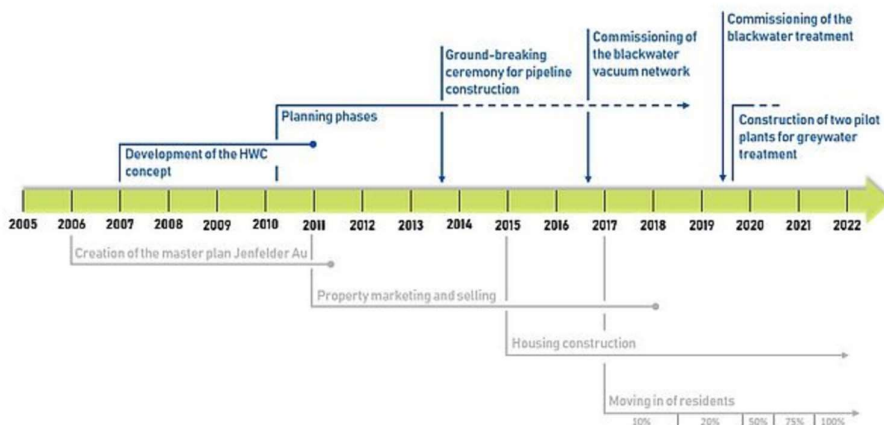 Commissioning of the
blackwater treatment
Ground-breaking
ceremony for pipeline
construction
Commissioning of
the blackwater
vacuum network
Planning phases
Construction of two pilot
plants for greywater
treatment
Development of the HWC
concept
2005 2006 2007 2008 2009 2010 2011 2012 2013 2014 2015 2016 2017 2018 2019 2020 2021 2022
Creation of the master plan Jenfelder Au
Property marketing and selling
Housing construction
Moving in of residents
10% 20% 50% 75% 100%